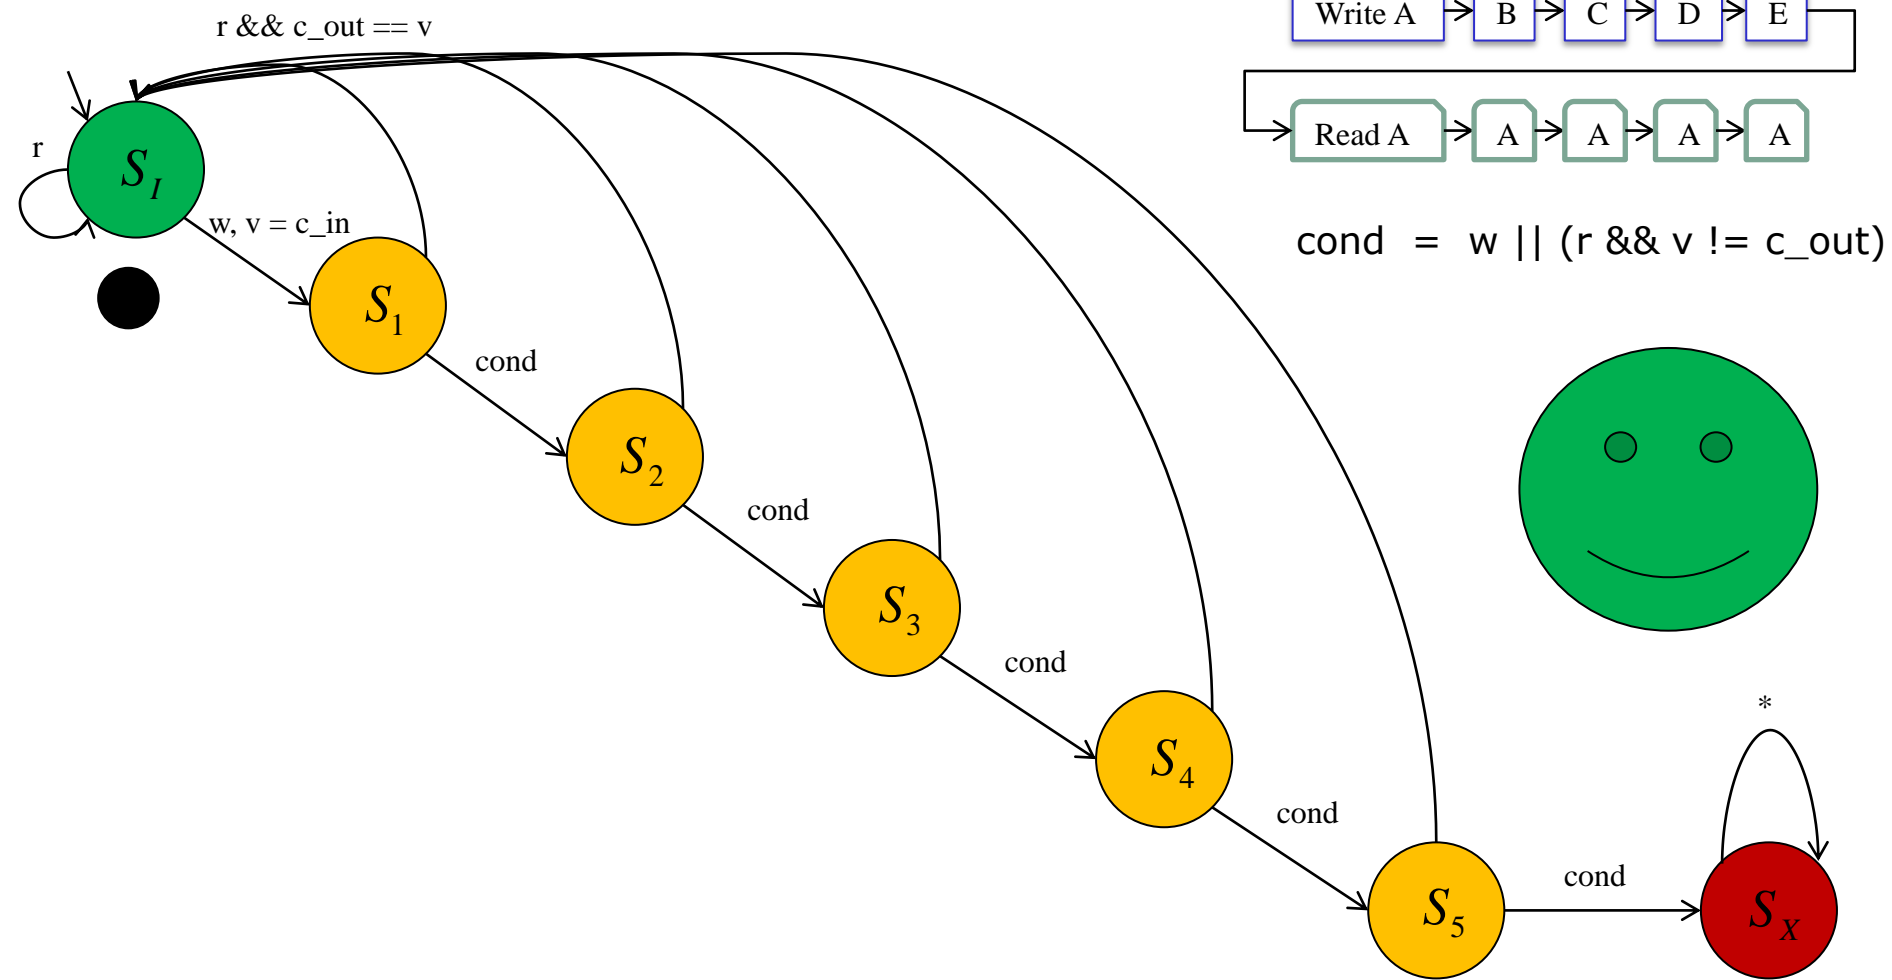 r && c_out == v
Write A B C D E
Read A A A A A
r
S_I
w, v = c_in
cond = w || (r && v != c_out)
S_1
cond
S_2
cond
S_3
cond
S_4
*
cond
cond
S_5
S_X